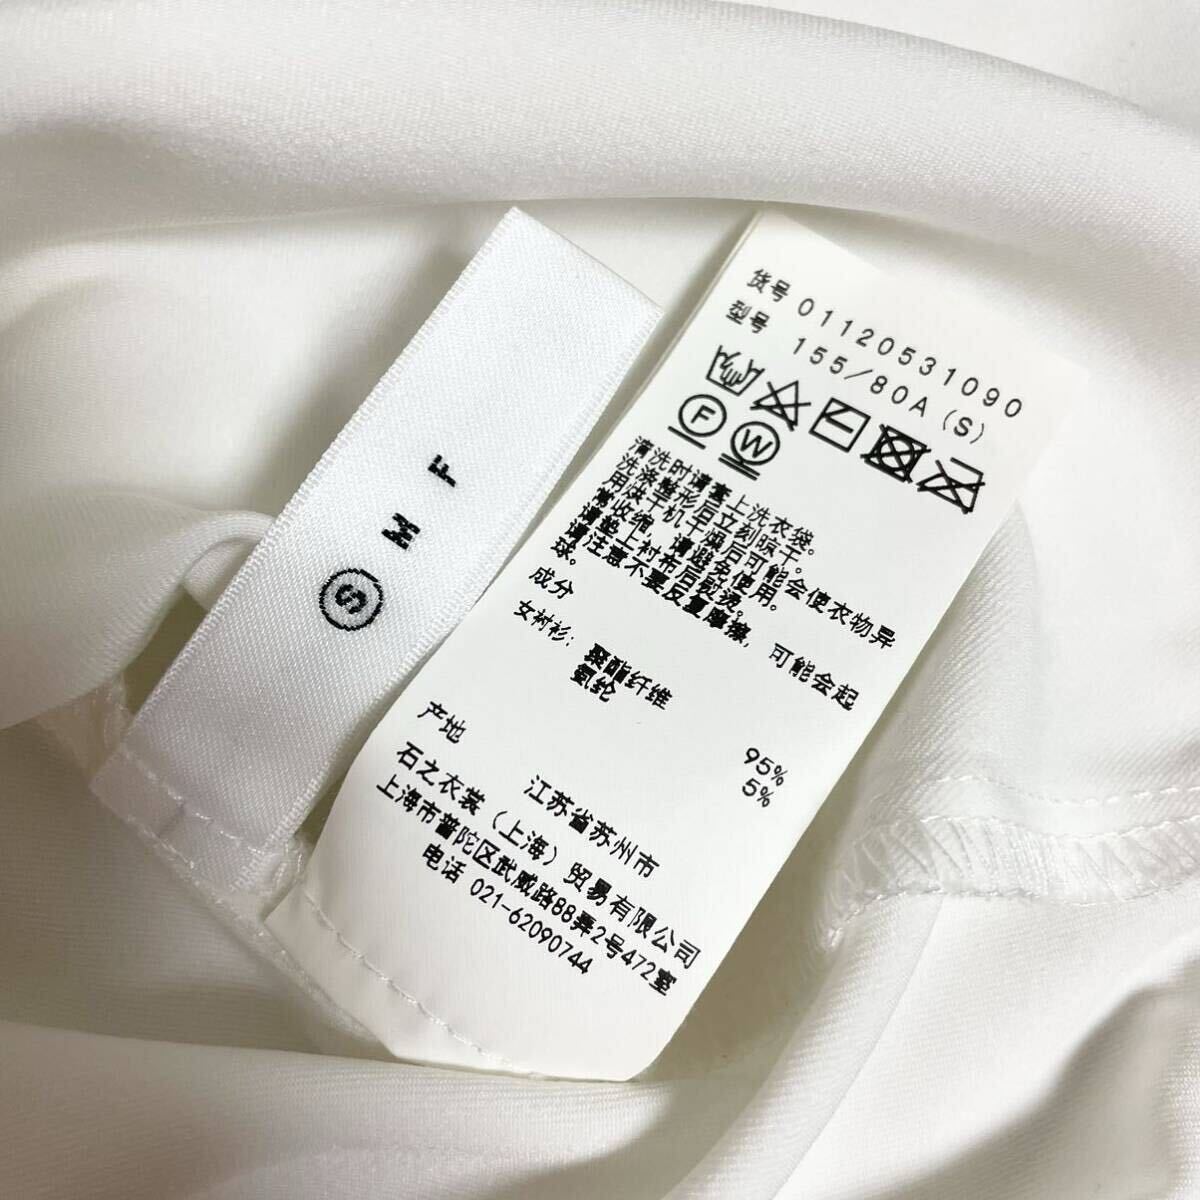 S M F
货号 01120531090
型号 155/80A (S)
F W
清洗时请套上洗衣袋。
洗涤整形后立刻晾干。
用烘干机干燥后可能会使衣物异
常收缩，请避免使用。
请垫上衬布后熨烫。
请注意不要反复摩擦，可能会起
球。
成分
女衬衫：聚酯纤维 95%
氨纶 5%
产地 江苏省苏州市
石之衣裳（上海）贸易有限公司
上海市普陀区武威路88弄2号472室
电话 021-62090744